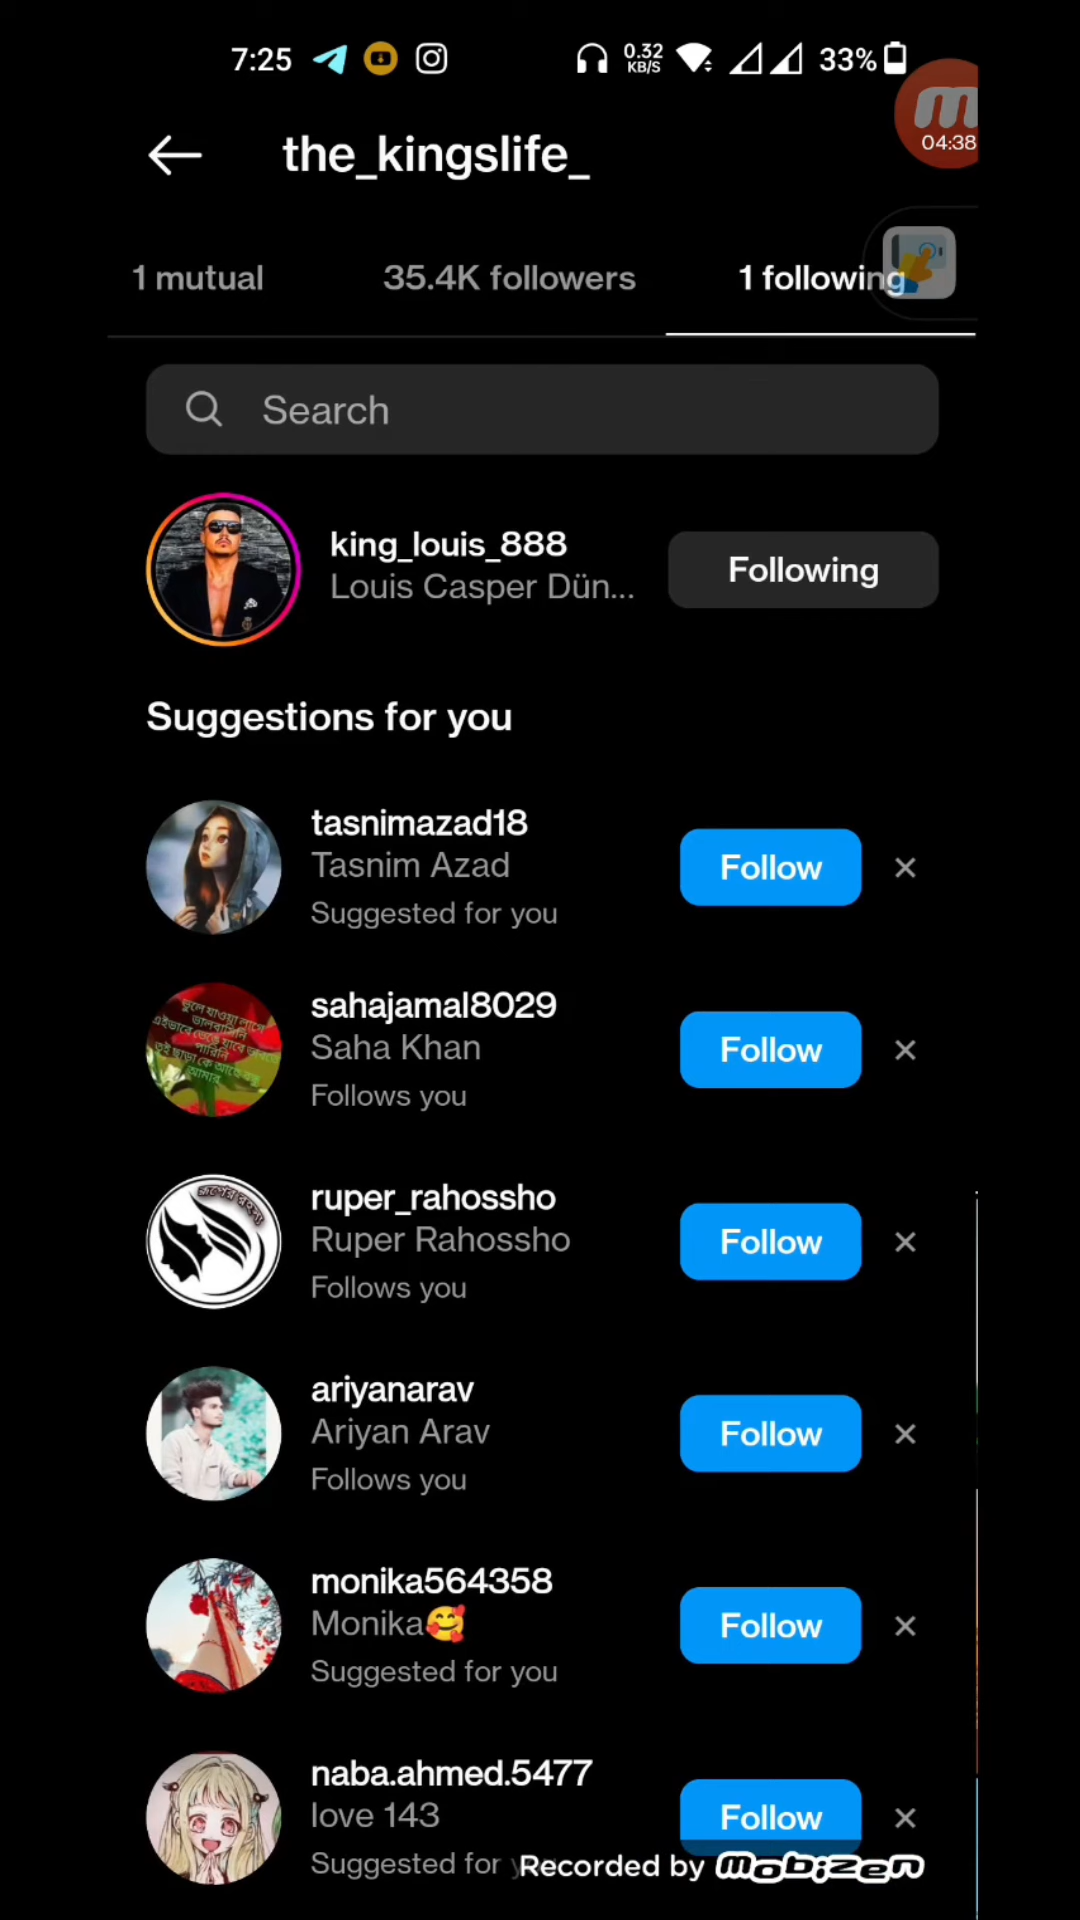 7:25
0.32
KB/S
33%
the_kingslife_
04:38
1 mutual
35.4K followers
1 following
Search
king_louis_888
Louis Casper Dün...
Following
Suggestions for you
tasnimazad18
Tasnim Azad
Suggested for you
Follow
sahajamal8029
Saha Khan
Follows you
Follow
ভুলে যাওয়া লাগে
পারিনি
আমার
ruper_rahossho
Ruper Rahossho
Follows you
Follow
রূপের রহস্য
ariyanarav
Ariyan Arav
Follows you
Follow
monika564358
Monika🥰
Suggested for you
Follow
naba.ahmed.5477
love 143
Suggested for
Follow
Recorded by mobizen